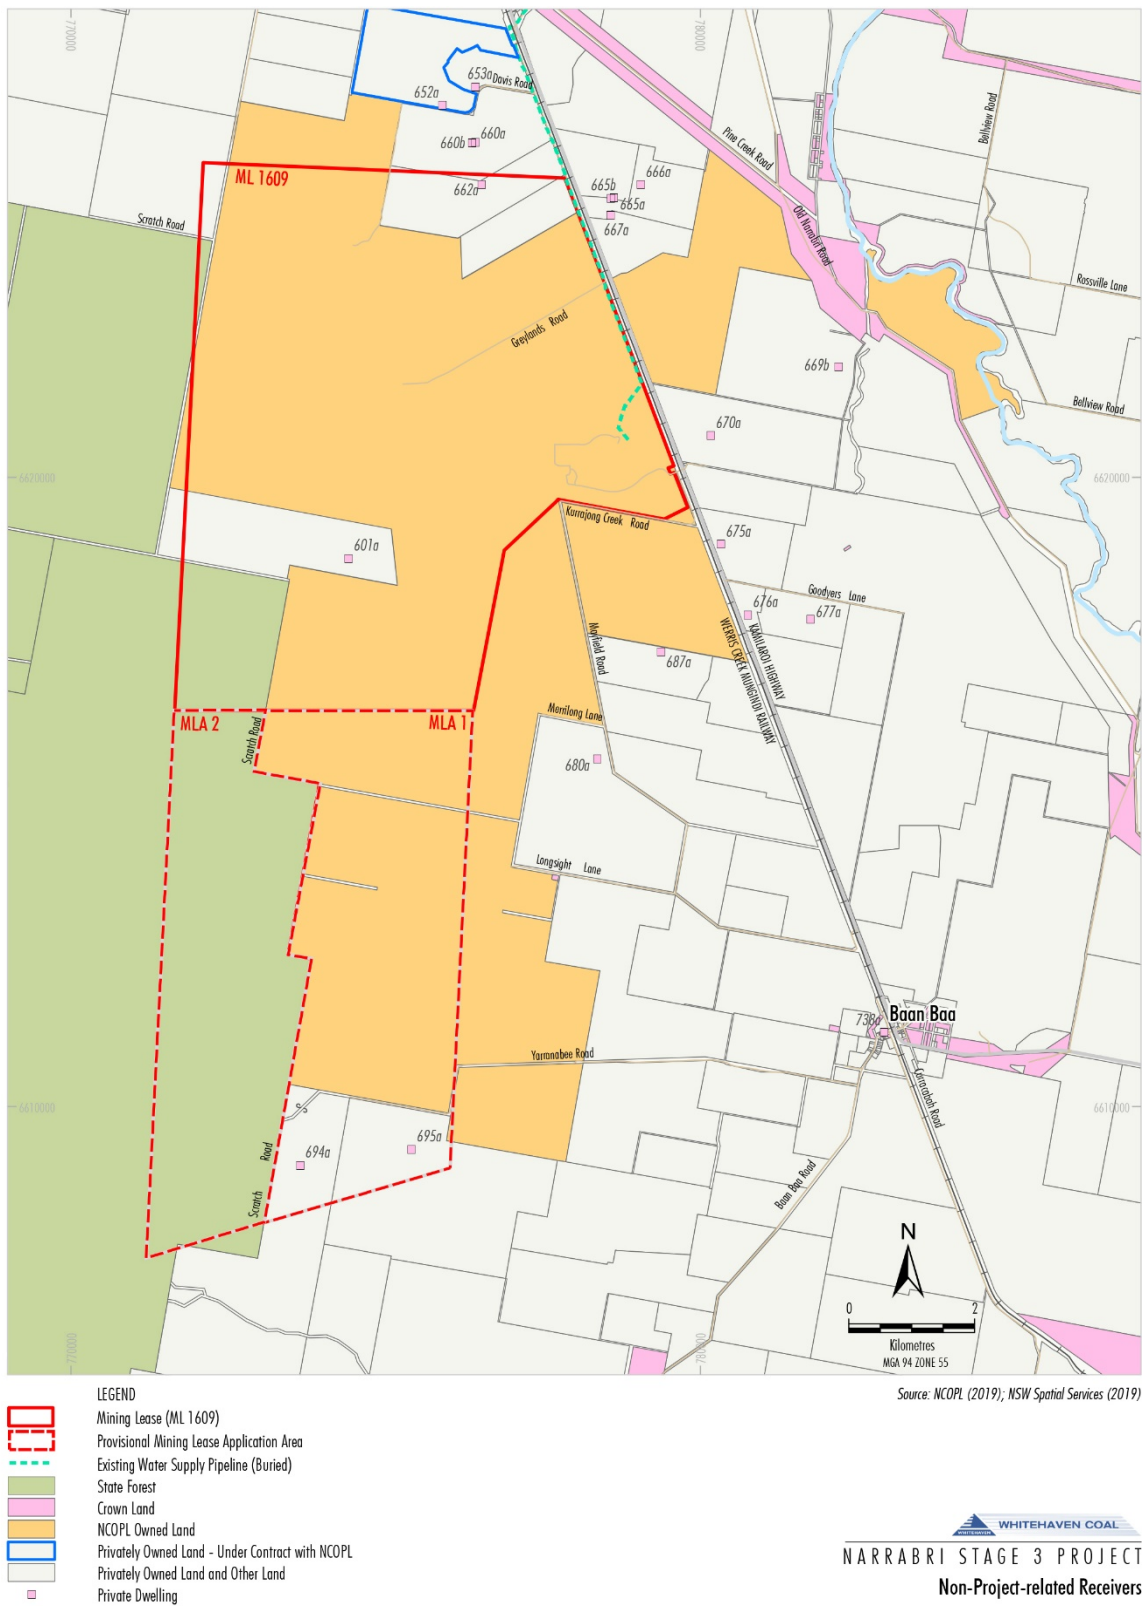 770000
780000
653a
Davis Road
652a
Bellview Road
Pine Creek Road
660a
660b
ML 1609
662a
666a
665b
665a
667a
Scratch Road
Old Narrabri Road
Rossville Lane
Greylands Road
669b
Bellview Road
670a
6620000
6620000
Kurrajong Creek Road
675a
601a
Goodyers Lane
676a
677a
Mayfield Road
687a
WERRIS CREEK MUNGINDI RAILWAY
KAMILAROI HIGHWAY
MLA 2
MLA 1
Merrilong Lane
Scratch Road
680a
Longsight Lane
738a
Baan Baa
Yarranabee Road
Curracabah Road
6610000
6610000
695a
694a
Scratch Road
Baan Baa Road
N
0 2
Kilometres
MGA 94 ZONE 55
770000
780000
LEGEND
Mining Lease (ML 1609)
Provisional Mining Lease Application Area
Existing Water Supply Pipeline (Buried)
State Forest
Crown Land
NCOPL Owned Land
Privately Owned Land - Under Contract with NCOPL
Privately Owned Land and Other Land
Private Dwelling
Source: NCOPL (2019); NSW Spatial Services (2019)
WHITEHAVEN
WHITEHAVEN COAL
NARRABRI STAGE 3 PROJECT
Non-Project-related Receivers